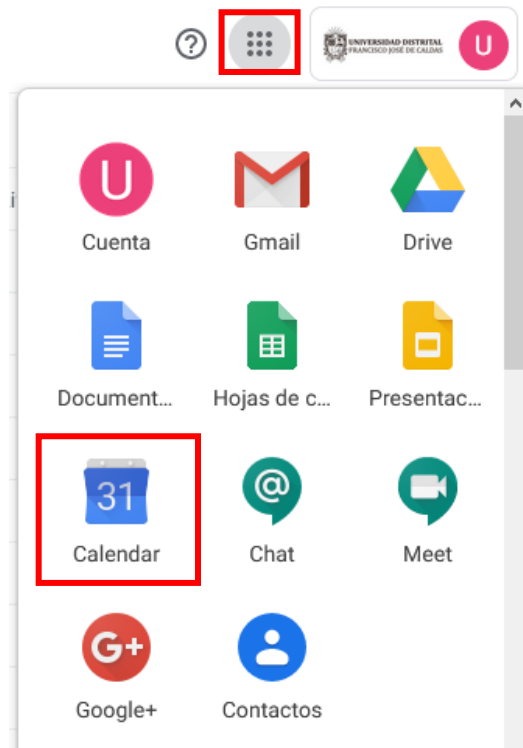 UNIVERSIDAD DISTRITAL
FRANCISCO JOSÉ DE CALDAS
U
U
Cuenta
Gmail
Drive
Document...
Hojas de c...
Presentac...
31
Calendar
@
Chat
Meet
G+
Google+
Contactos